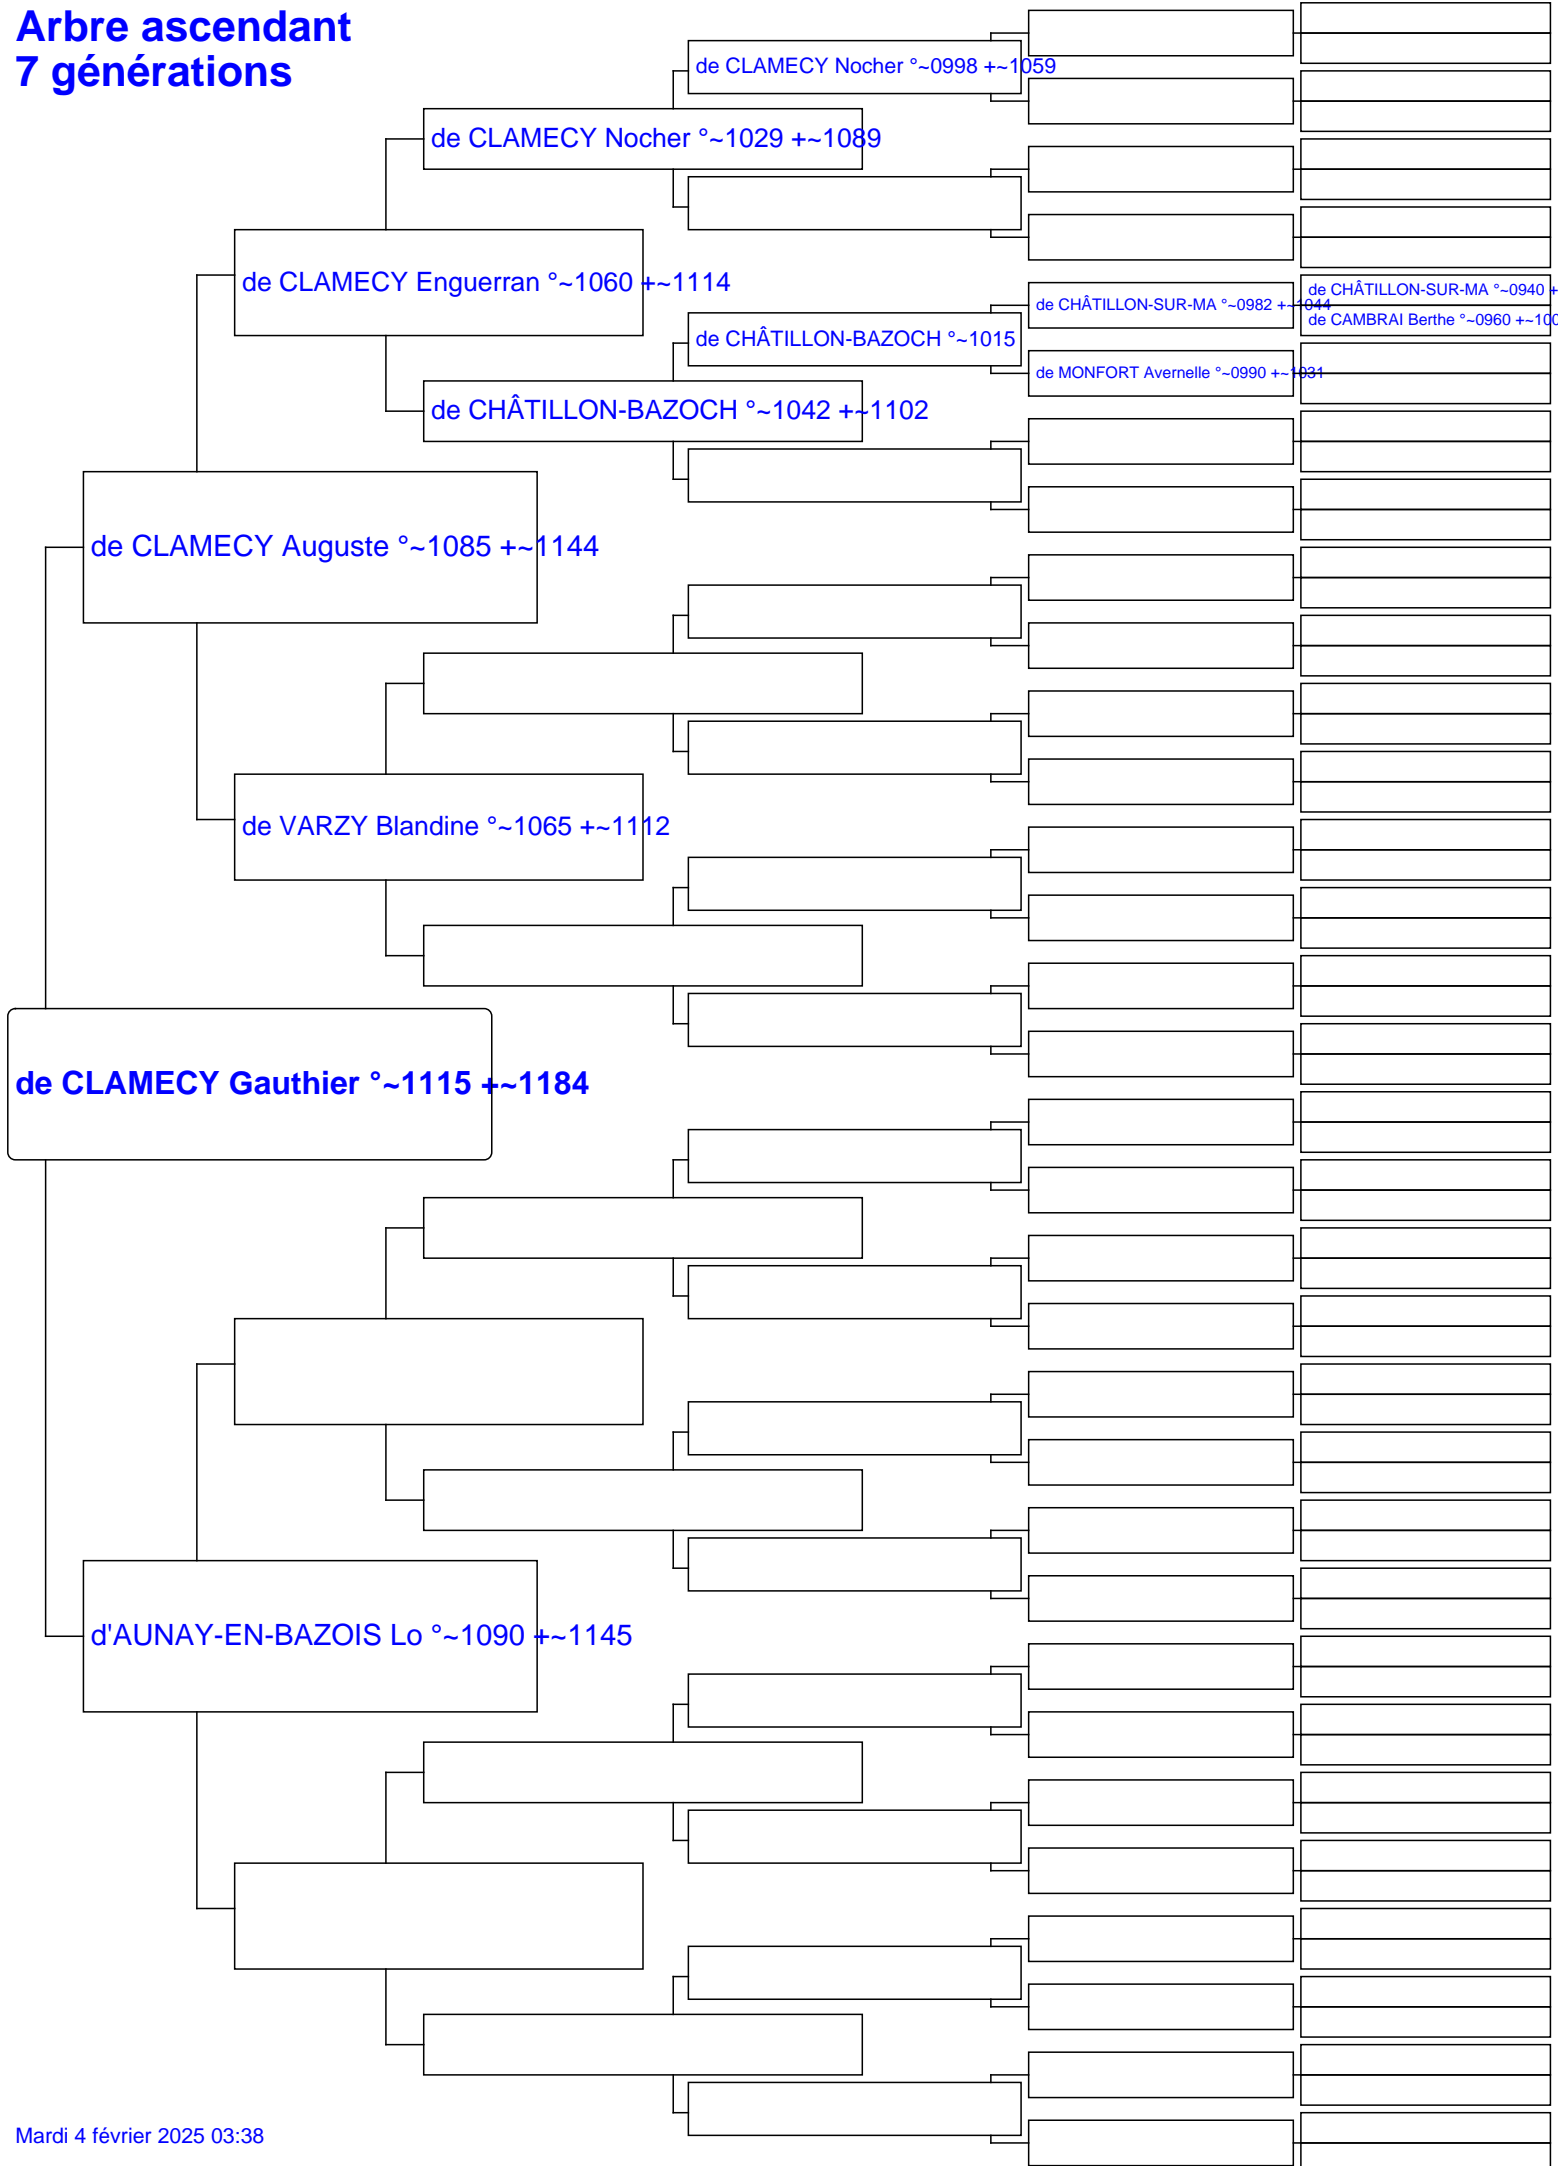 Arbre ascendant
7 générations
de CLAMECY Nocher °~0998 +~1059
de CLAMECY Nocher °~1029 +~1089
de CLAMECY Enguerran °~1060 +~1114
de CHÂTILLON-SUR-MA °~0940 +
de CHÂTILLON-SUR-MA °~0982 +~1044
de CAMBRAI Berthe °~0960 +~100
de CHÂTILLON-BAZOCH °~1015
de MONFORT Avernelle °~0990 +~1031
de CHÂTILLON-BAZOCH °~1042 +~1102
de CLAMECY Auguste °~1085 +~1144
de VARZY Blandine °~1065 +~1112
de CLAMECY Gauthier °~1115 +~1184
d'AUNAY-EN-BAZOIS Lo °~1090 +~1145
Mardi 4 février 2025 03:38